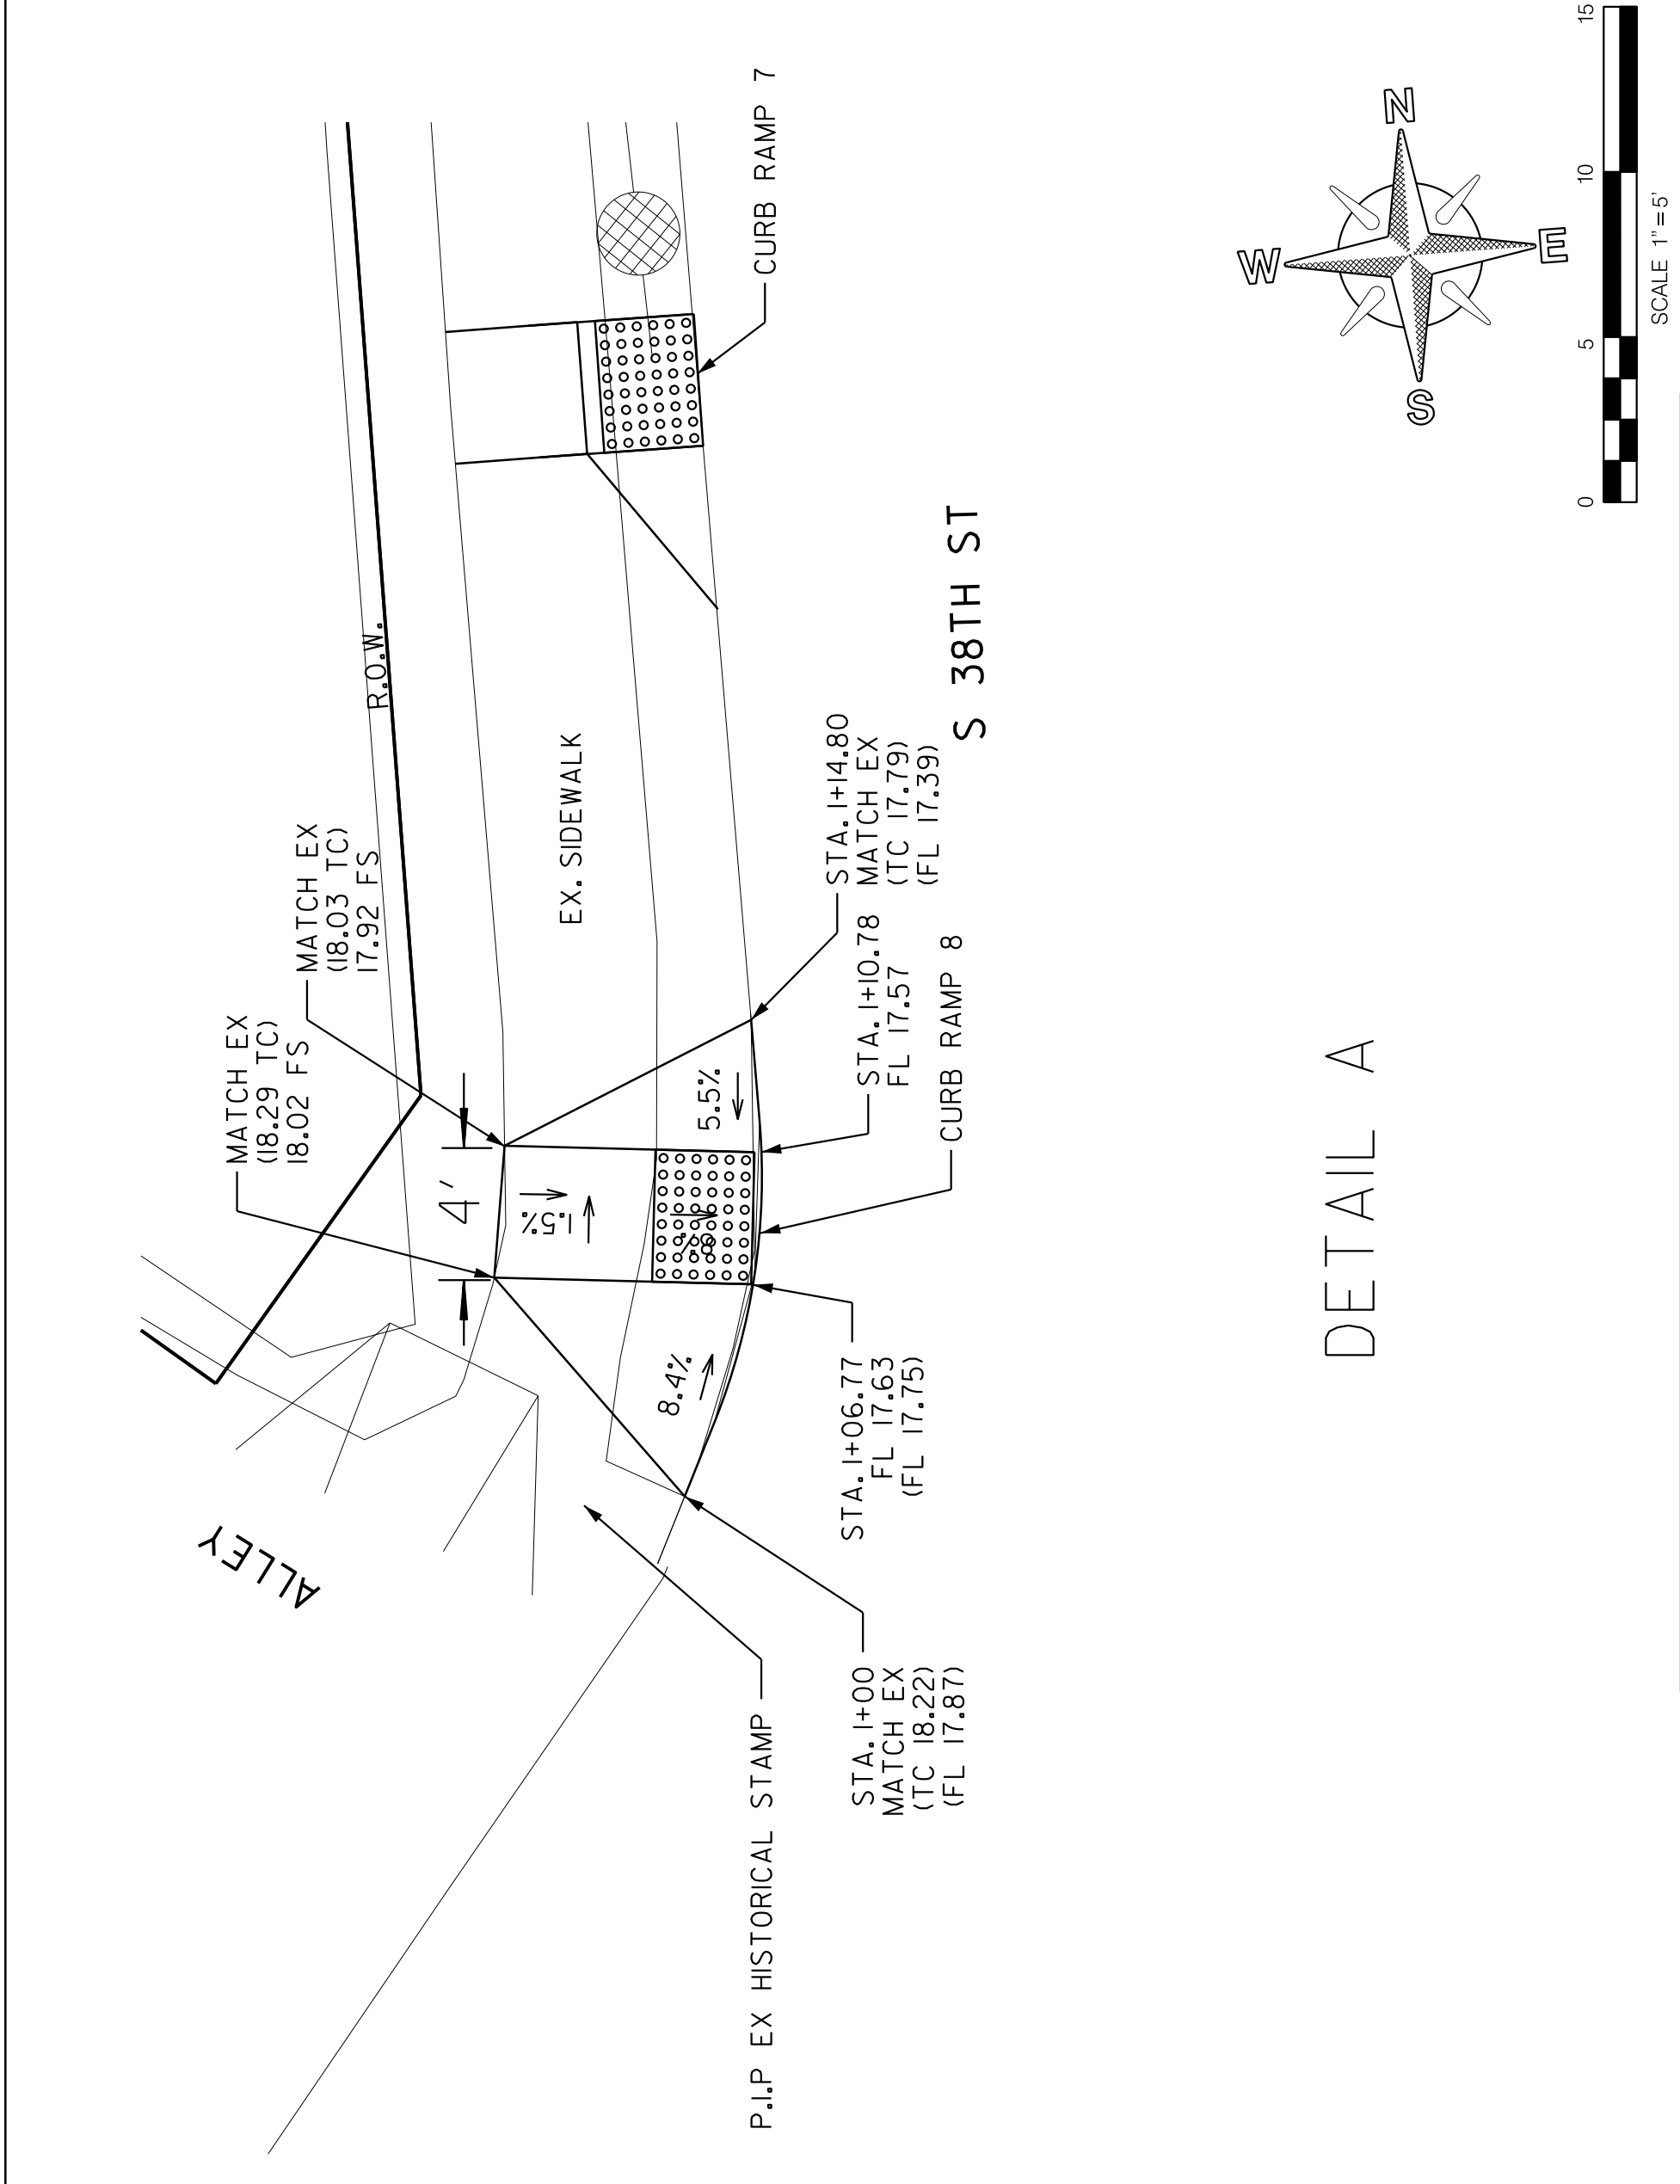 MATCH EX
(18.29 TC)
18.02 FS
MATCH EX
(18.03 TC)
17.92 FS
R.O.W.
ALLEY
4'
EX. SIDEWALK
1.5%
8%
5.5%
8.4%
CURB RAMP 7
P.I.P EX HISTORICAL STAMP
STA. 1+00
MATCH EX
(TC 18.22)
(FL 17.87)
STA. 1+06.77
FL 17.63
(FL 17.75)
STA. 1+10.78
FL 17.57
CURB RAMP 8
STA. 1+14.80
MATCH EX
(TC 17.79)
(FL 17.39)
S 38TH ST
DETAIL A
N
W
E
S
0
5
10
15
SCALE 1"=5'